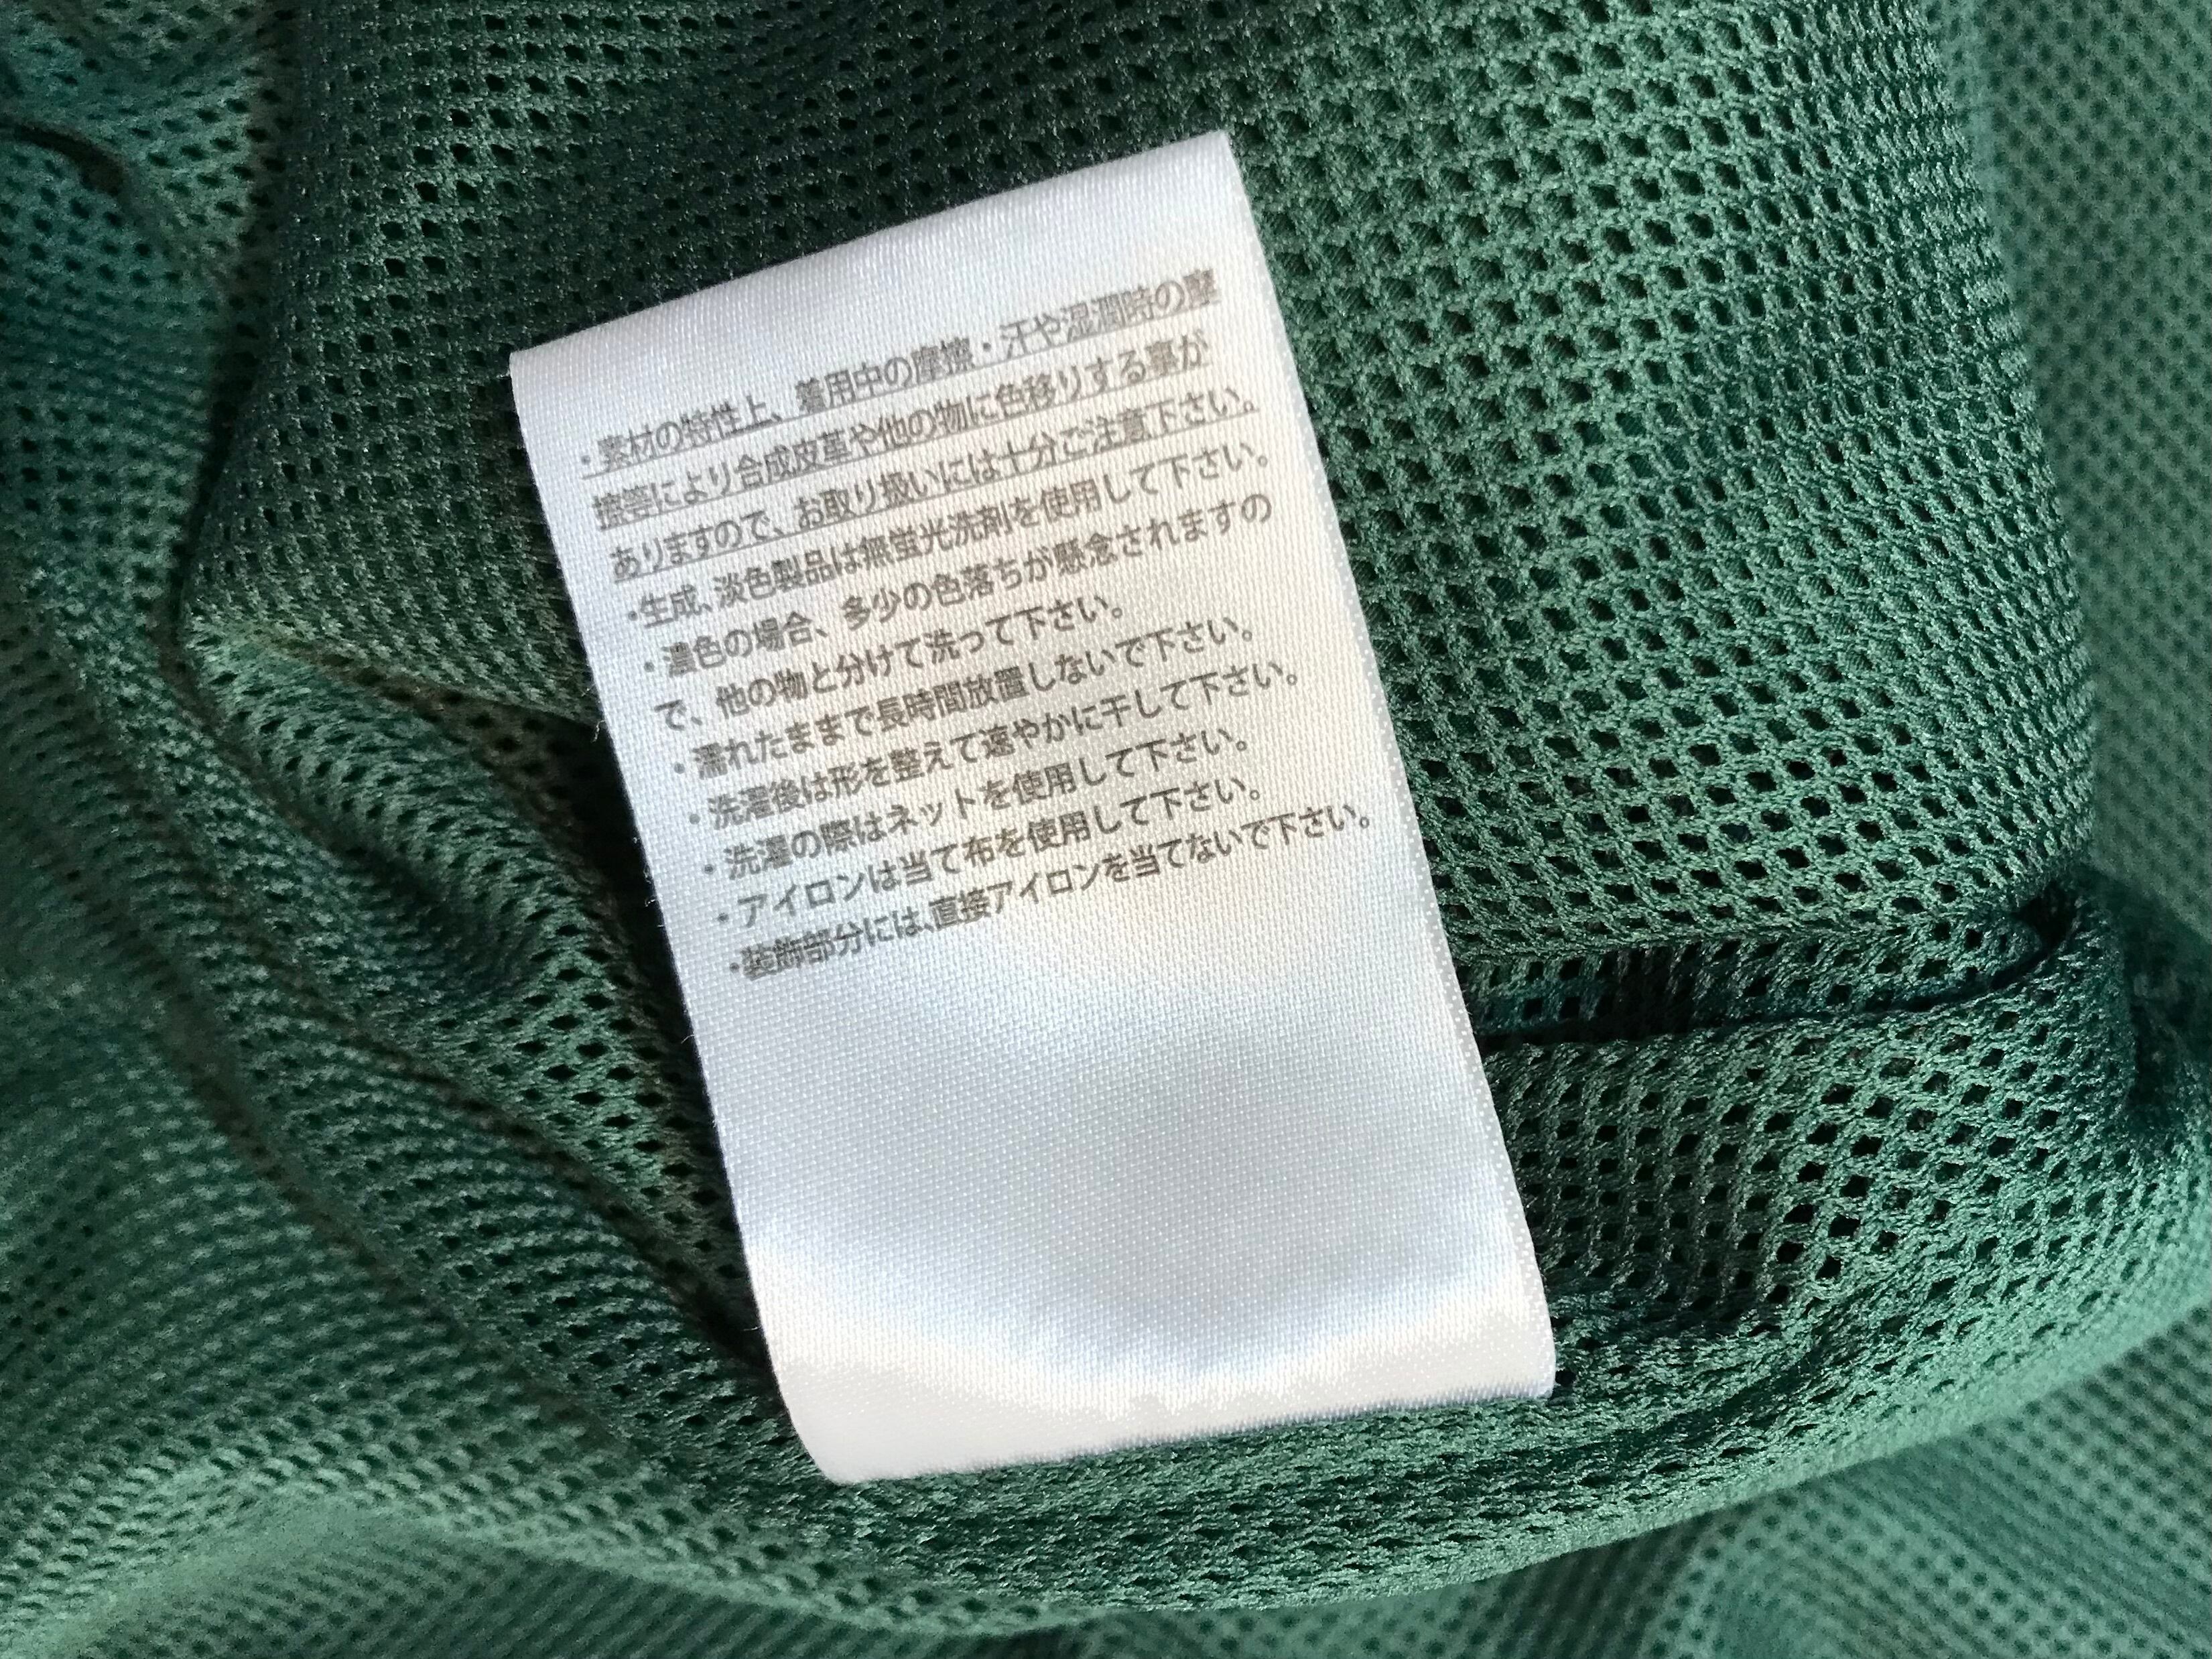 ・素材の特性上、着用中の摩擦・汗や湿潤時の摩
擦等により合成皮革や他の物に色移りする事が
ありますので、お取り扱いには十分ご注意下さい。
・生成、淡色製品は無蛍光洗剤を使用して下さい。
・濃色の場合、多少の色落ちが懸念されますの
で、他の物と分けて洗って下さい。
・濡れたままで長時間放置しないで下さい。
・洗濯後は形を整えて速やかに干して下さい。
・洗濯の際はネットを使用して下さい。
・アイロンは当て布を使用して下さい。
・装飾部分には、直接アイロンを当てないで下さい。